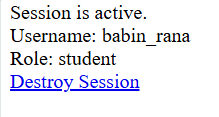 Session is active.
Username: babin_rana
Role: student
Destroy Session